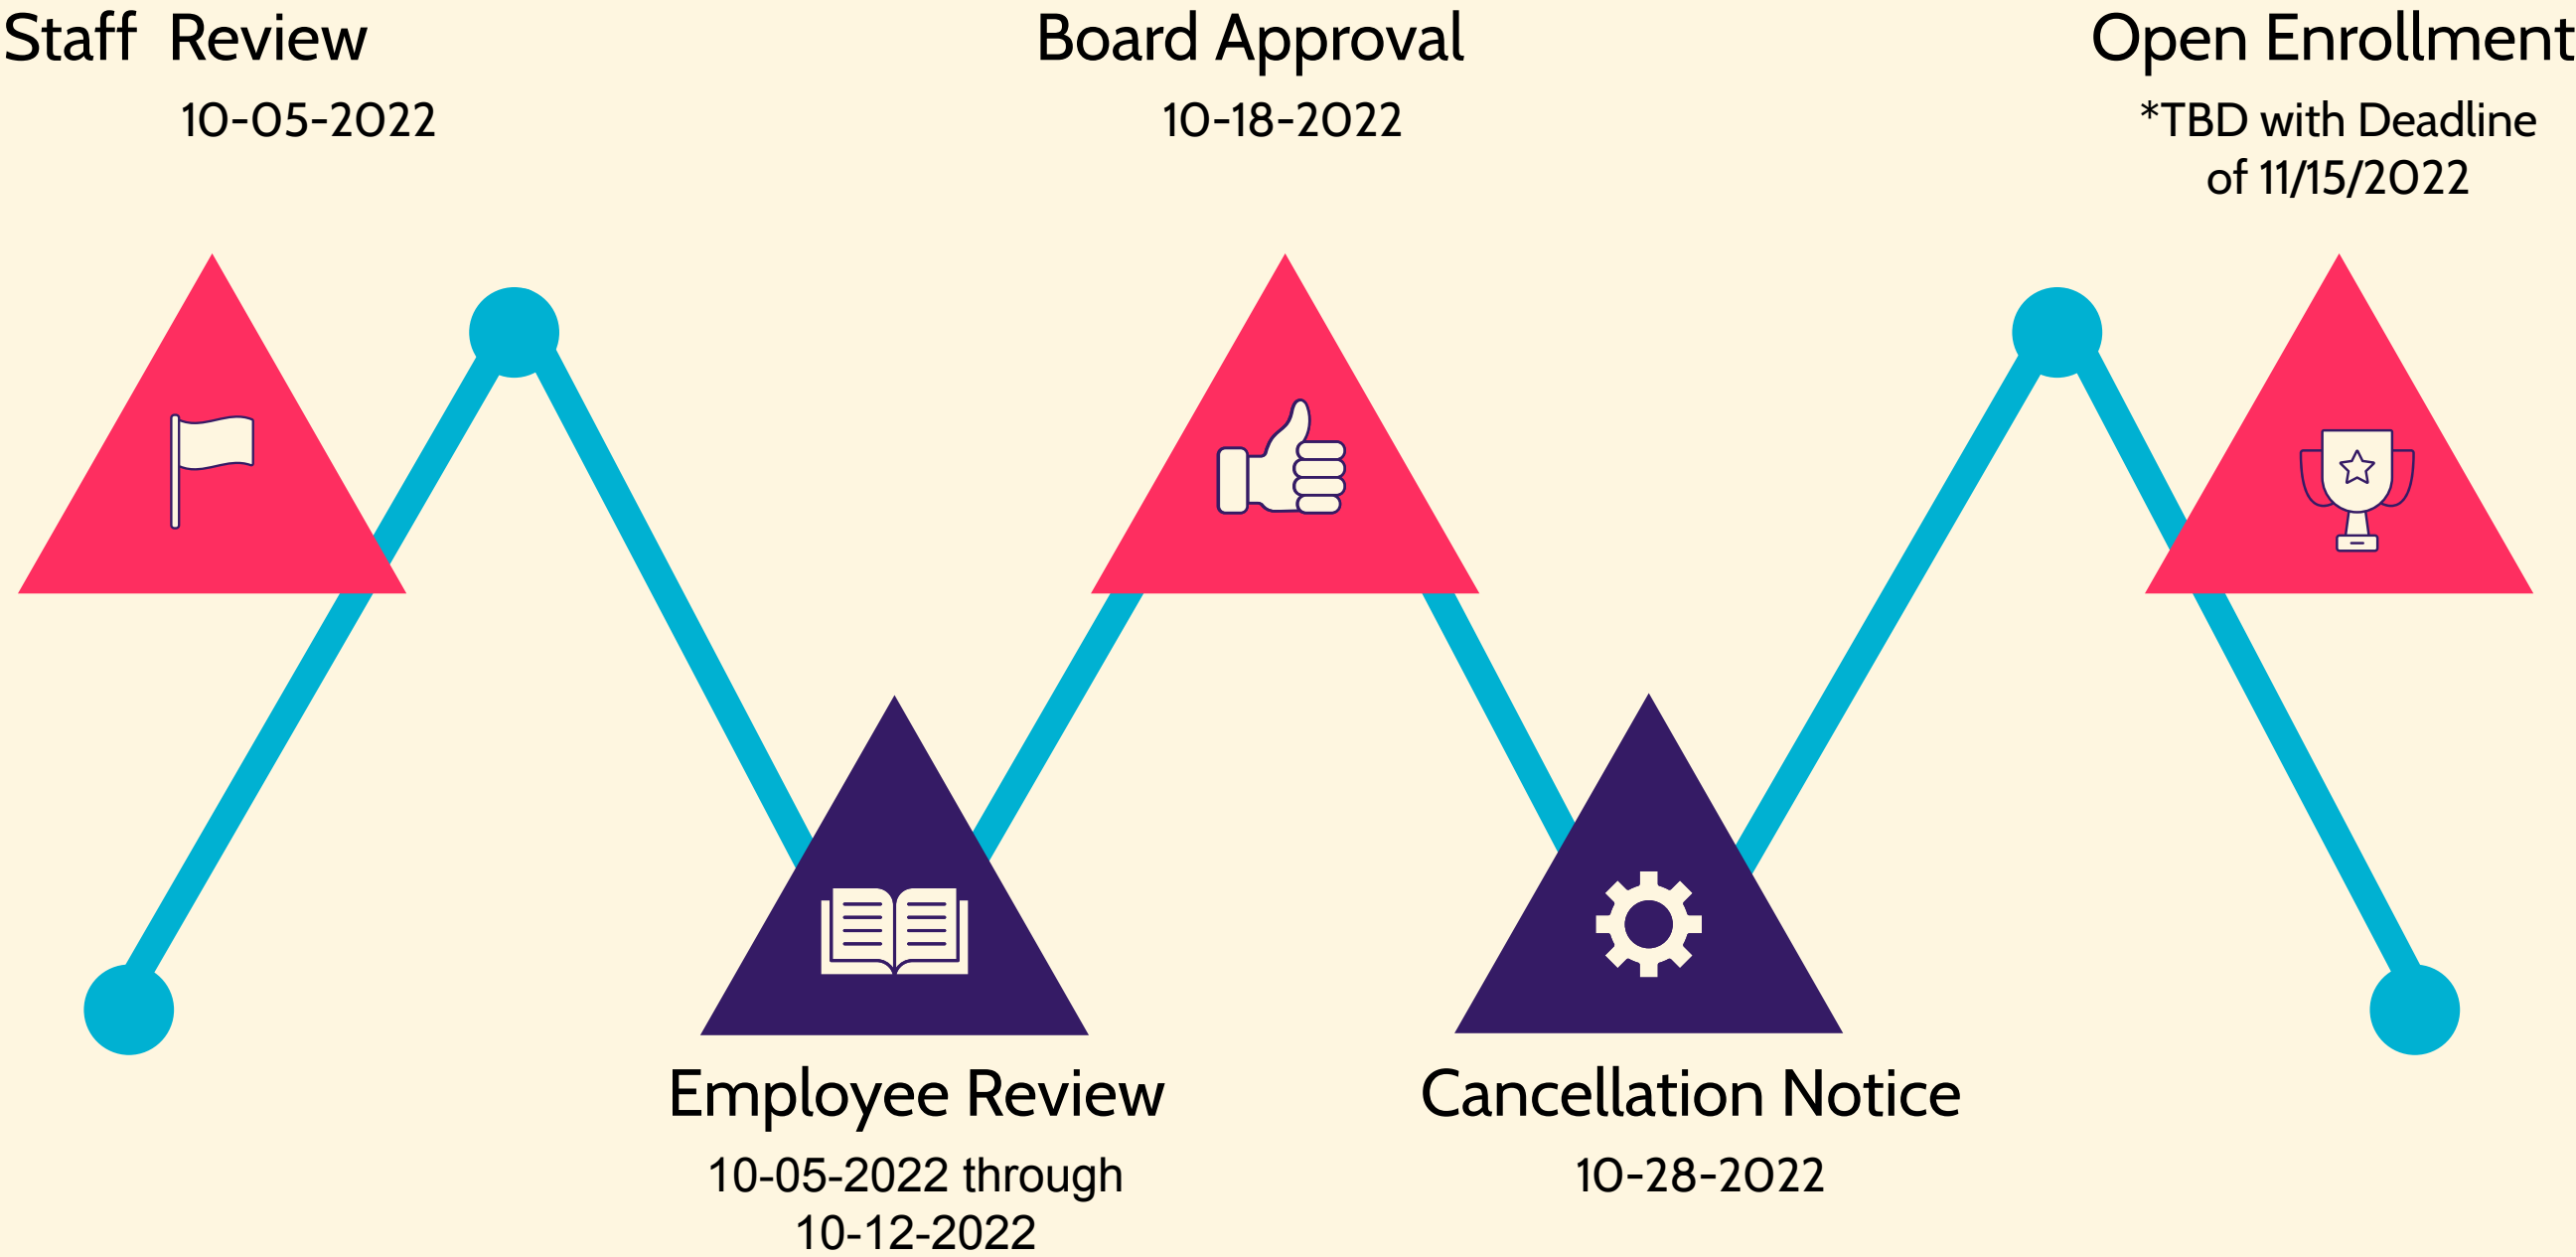 Staff  Review
10-05-2022
Board Approval
10-18-2022
Open Enrollment
*TBD with Deadline
of 11/15/2022
Employee Review
10-05-2022 through
10-12-2022
Cancellation Notice
10-28-2022